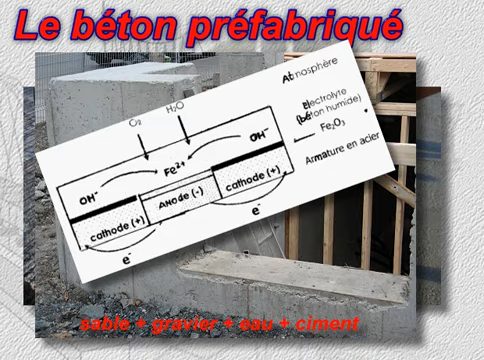 Le béton préfabriqué
Atmosphère
O₂
H₂O
Electrolyte
(béton humide)
Fe₂O₃
Armature en acier
OH⁻
Fe²⁺
OH⁻
cathode (+)
Anode (-)
cathode (+)
e⁻
e⁻
sable + gravier + eau + ciment